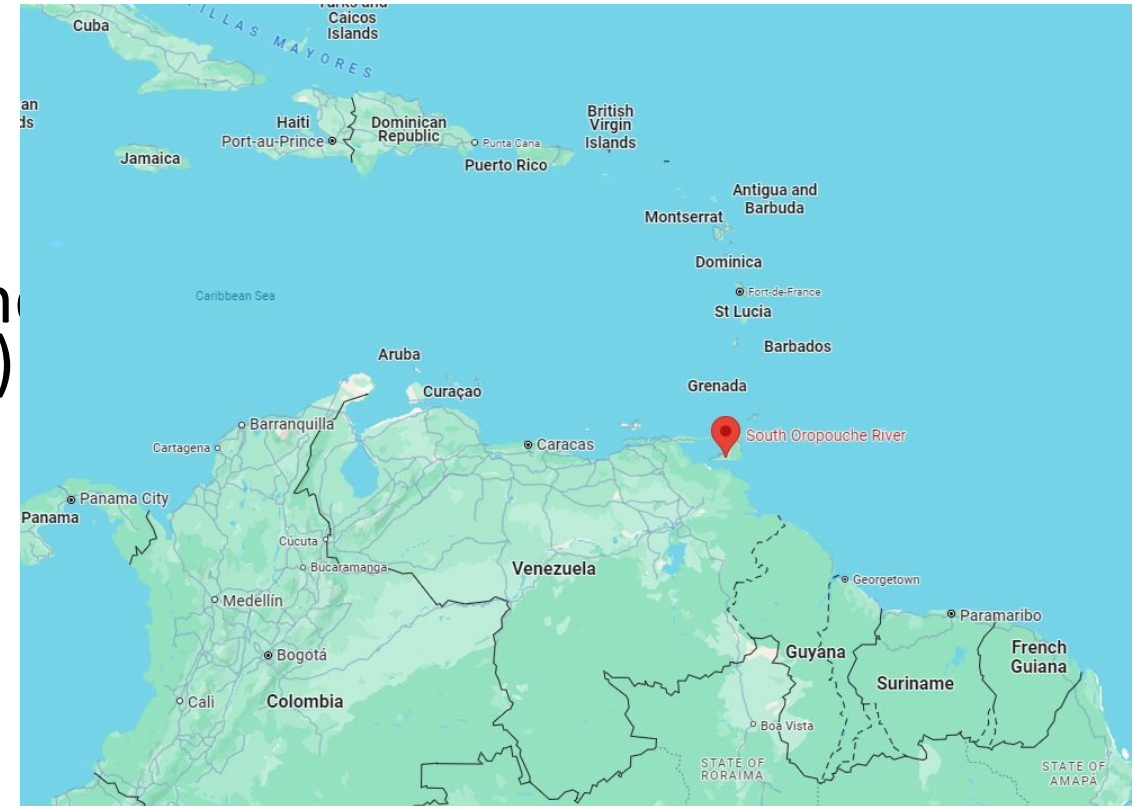 Turks and
Caicos
Islands
Cuba
ILLAS MAYORES
an
ds
Haiti
Port-au-Prince
Dominican
Republic
Punta Cana
British
Virgin
Islands
Jamaica
Puerto Rico
Antigua and
Barbuda
Montserrat
Dominica
Caribbean Sea
Fort-de-France
St Lucia
)
Barbados
Aruba
Curaçao
Grenada
Barranquilla
Cartagena
Caracas
South Oropouche River
Panama City
Panama
Cúcuta
Bucaramanga
Venezuela
Medellín
Georgetown
Paramaribo
Bogotá
Guyana
French
Guiana
Suriname
Cali
Colombia
Boa Vista
STATE OF
RORAIMA
STATE OF
AMAPÁ